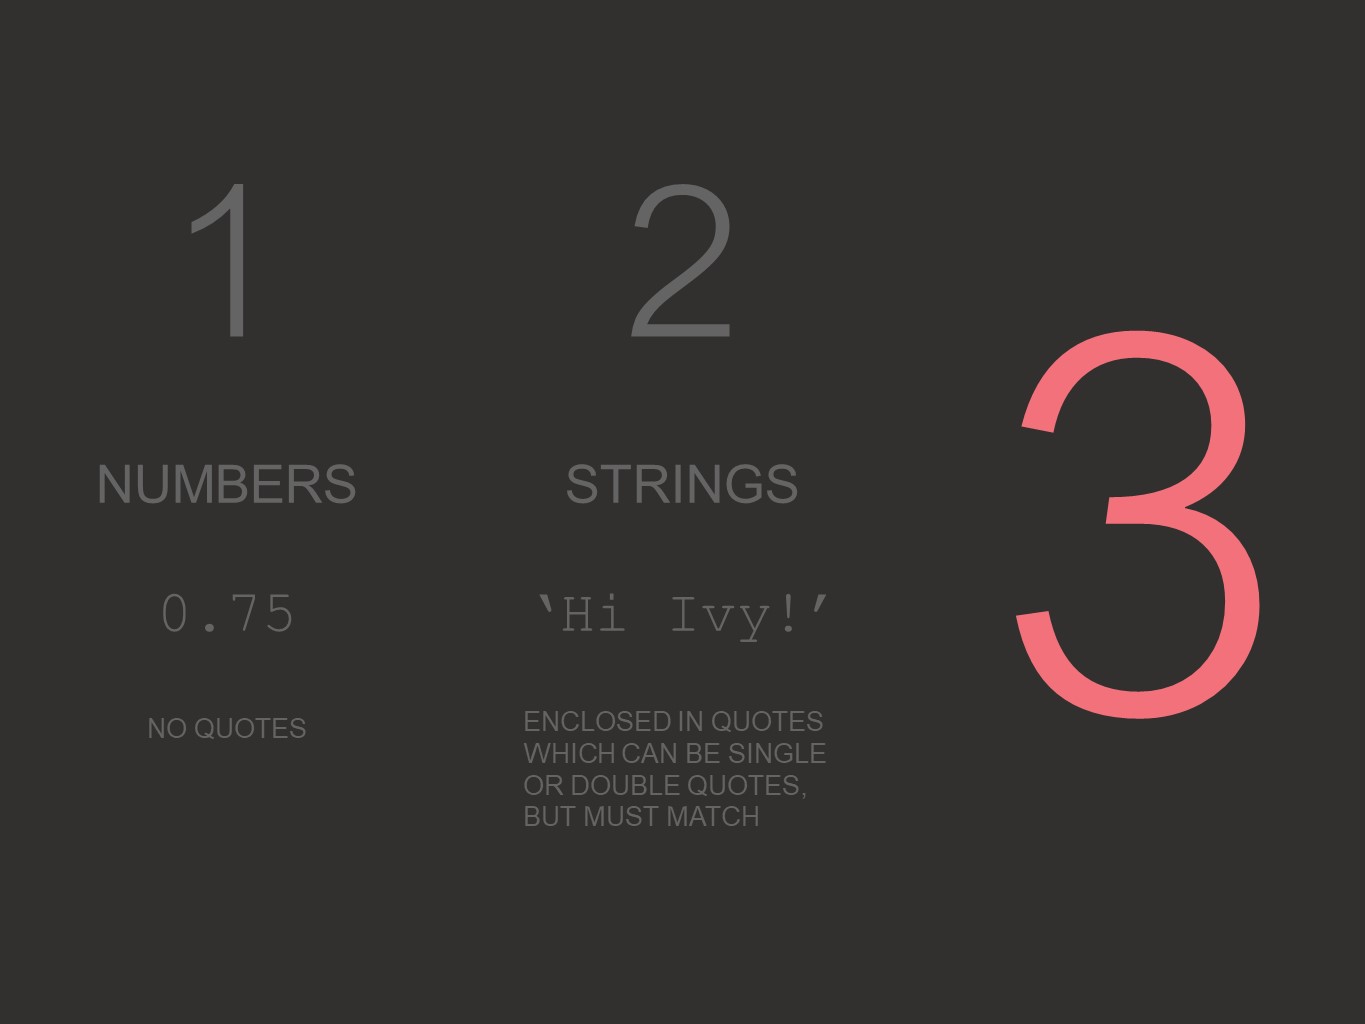 1
NUMBERS
0.75
NO QUOTES
2
STRINGS
‘Hi Ivy!’
ENCLOSED IN QUOTES
WHICH CAN BE SINGLE
OR DOUBLE QUOTES,
BUT MUST MATCH
3